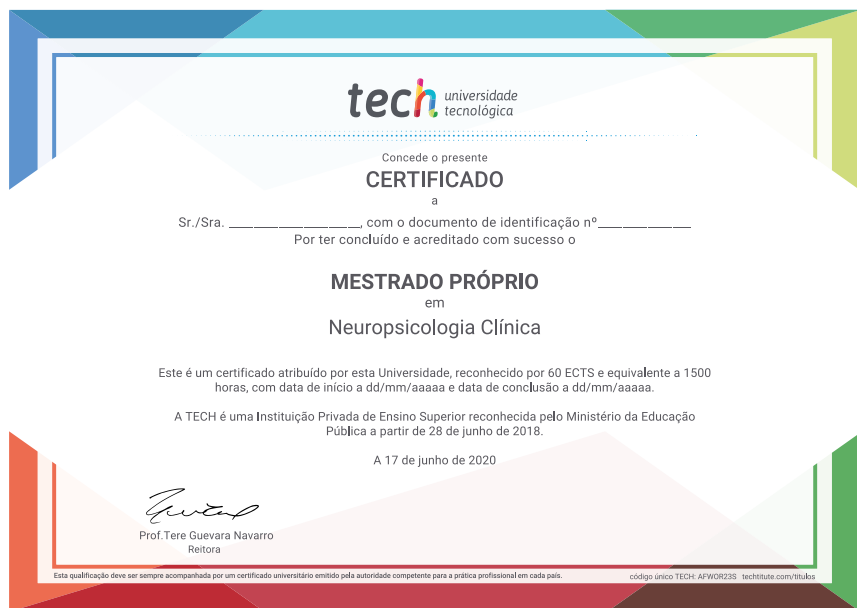 tech universidade
tecnológica
Concede o presente
CERTIFICADO
a
Sr./Sra. ____________________, com o documento de identificação nº______________
Por ter concluído e acreditado com sucesso o
MESTRADO PRÓPRIO
em
Neuropsicologia Clínica
Este é um certificado atribuído por esta Universidade, reconhecido por 60 ECTS e equivalente a 1500
horas, com data de início a dd/mm/aaaaa e data de conclusão a dd/mm/aaaaa.
A TECH é uma Instituição Privada de Ensino Superior reconhecida pelo Ministério da Educação
Pública a partir de 28 de junho de 2018.
A 17 de junho de 2020
Prof.Tere Guevara Navarro
Reitora
Esta qualificação deve ser sempre acompanhada por um certificado universitário emitido pela autoridade competente para a prática profissional em cada país.
código único TECH: AFWOR23S techtitute.com/titulos